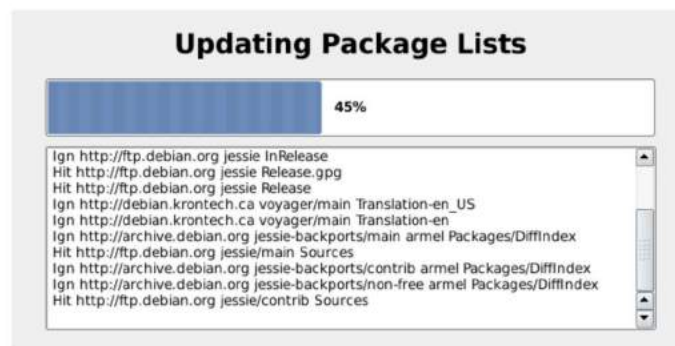 Updating Package Lists
45%
Ign http://ftp.debian.org jessie InRelease
Hit http://ftp.debian.org jessie Release.gpg
Hit http://ftp.debian.org jessie Release
Ign http://debian.krontech.ca voyager/main Translation-en_US
Ign http://debian.krontech.ca voyager/main Translation-en
Ign http://archive.debian.org jessie-backports/main armel Packages/DiffIndex
Hit http://ftp.debian.org jessie/main Sources
Ign http://archive.debian.org jessie-backports/contrib armel Packages/DiffIndex
Ign http://archive.debian.org jessie-backports/non-free armel Packages/DiffIndex
Hit http://ftp.debian.org jessie/contrib Sources